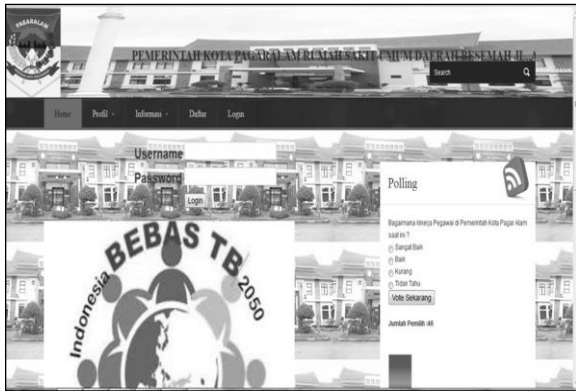 PAGARALAM
PEMERINTAH KOTA PAGARALAM RUMAH SAKIT UMUM DAERAH BESEMAH JL.
Search
Home Profil - Informasi - Daftar Login
Username
Password
Login
Polling
Bagaimana kinerja Pegawai di Pemerintah Kota Pagar Alam
saat ini ?
Sangat Baik
Baik
Kurang
Tidak Tahu
Vote Sekarang
Jumlah Pemilih :46
Indonesia BEBAS TB 2050